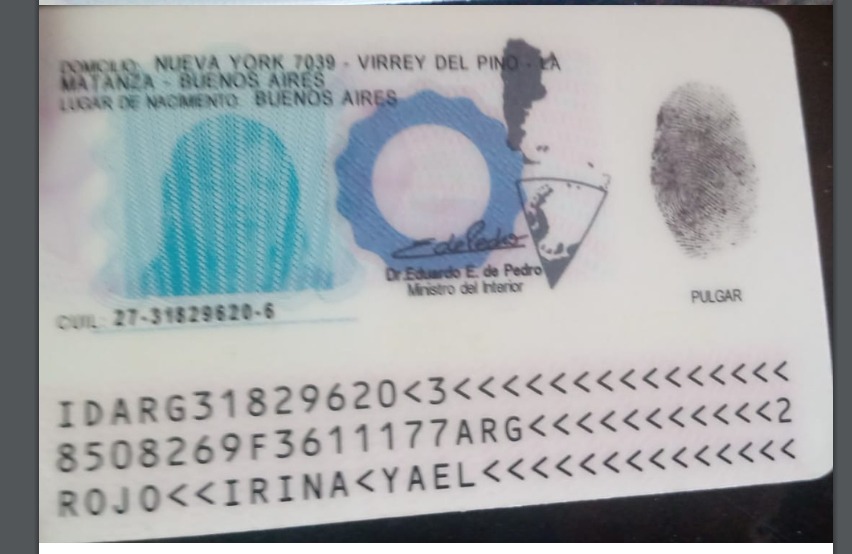 DOMICILIO: NUEVA YORK 7039 - VIRREY DEL PINO - LA
MATANZA - BUENOS AIRES
LUGAR DE NACIMIENTO: BUENOS AIRES
EdePedro
Dr. Eduardo E. de Pedro
Ministro del Interior
PULGAR
CUIL: 27-31829620-6
IDARG31829620<3<<<<<<<<<<<<<<<
8508269F3611177ARG<<<<<<<<<<<2
ROJO<<IRINA<YAEL<<<<<<<<<<<<<<